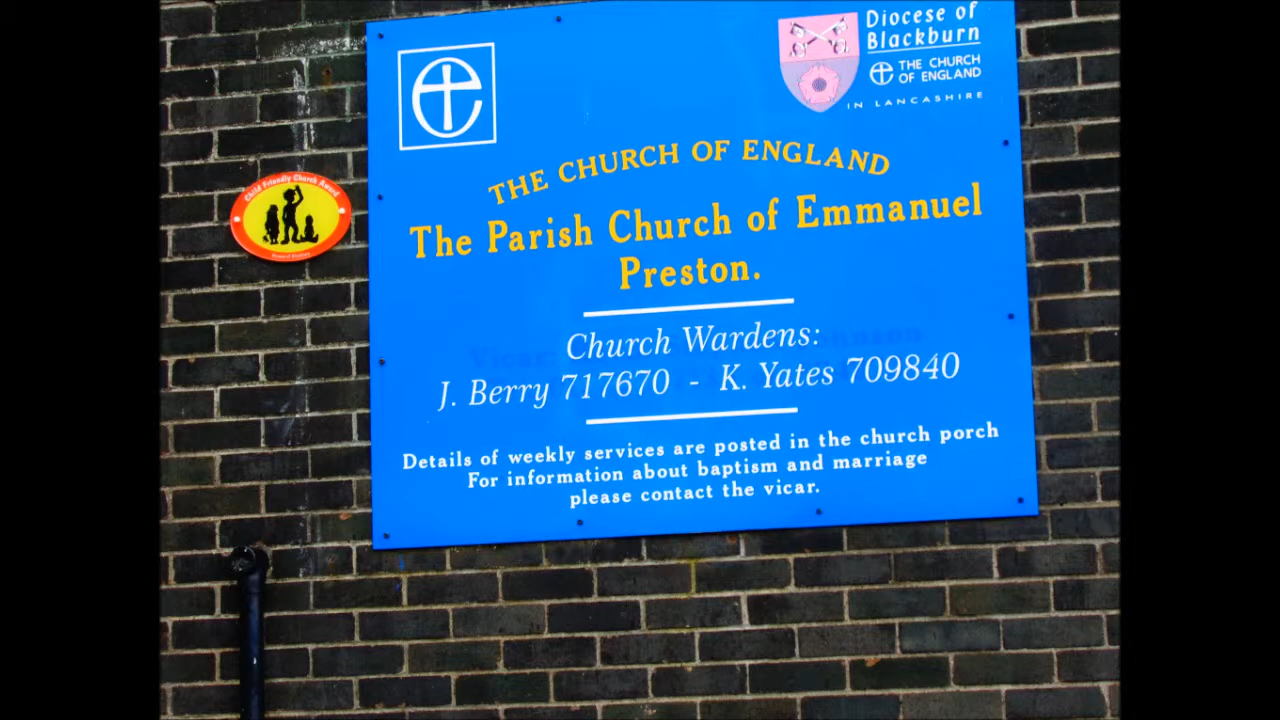 Diocese of
Blackburn
THE CHURCH
OF ENGLAND
IN LANCASHIRE
Child Friendly Church Award
THE CHURCH OF ENGLAND
The Parish Church of Emmanuel
Preston.
Church Wardens:
J. Berry 717670 - K. Yates 709840
Details of weekly services are posted in the church porch
For information about baptism and marriage
please contact the vicar.